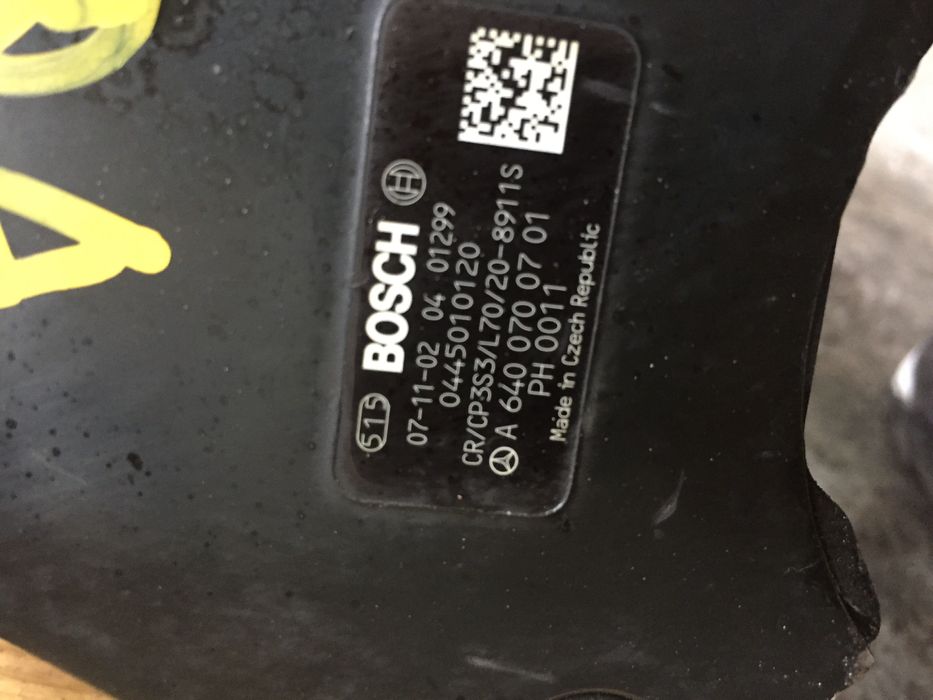 515 BOSCH
07-11-02 04 01299
0445010120
CR/CP3S3/L70/20-8911S
A 640 070 07 01
PH 0011
Made in Czech Republic
A